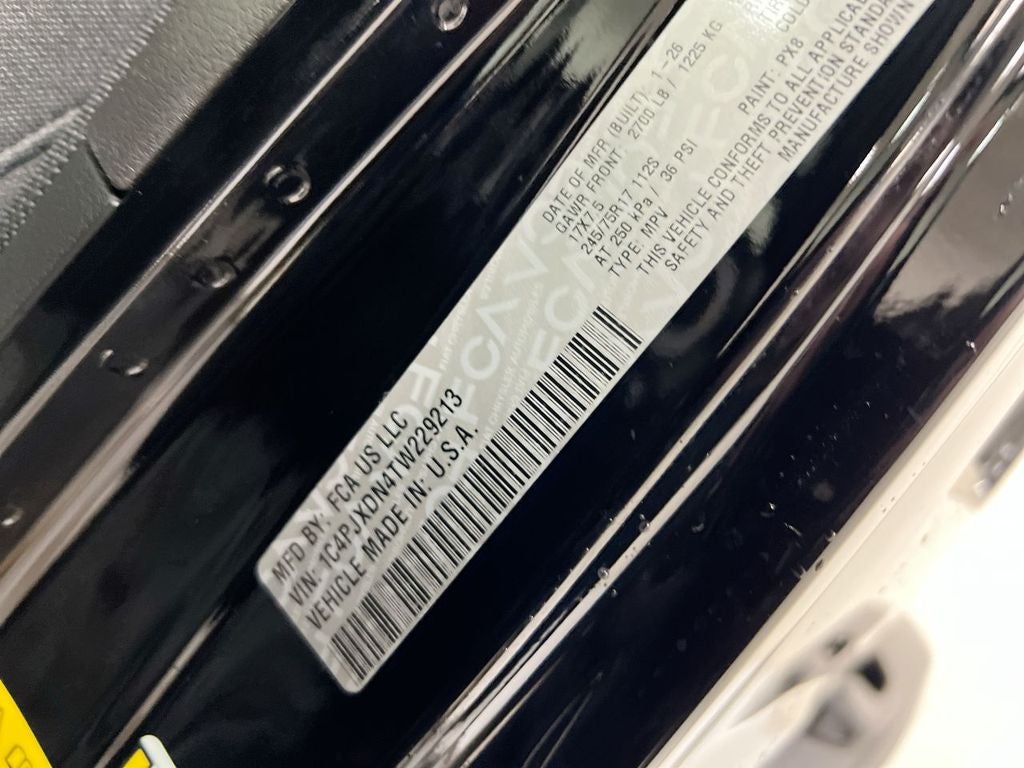 MFD BY: FCA US LLC
VIN: 1C4PJXDN4TW229213
VEHICLE MADE IN: U.S.A.
DATE OF MFR (BUILT): 1-26
GAWR FRONT: 2700 LB / 1225 KG
17X7.5
245/75R17 112S
AT 250 kPa / 36 PSI
COLD
TYPE: MPV
PAINT: PX8
THIS VEHICLE CONFORMS TO ALL
SAFETY AND THEFT PREVENTION
MANUFACTURE SHOWN